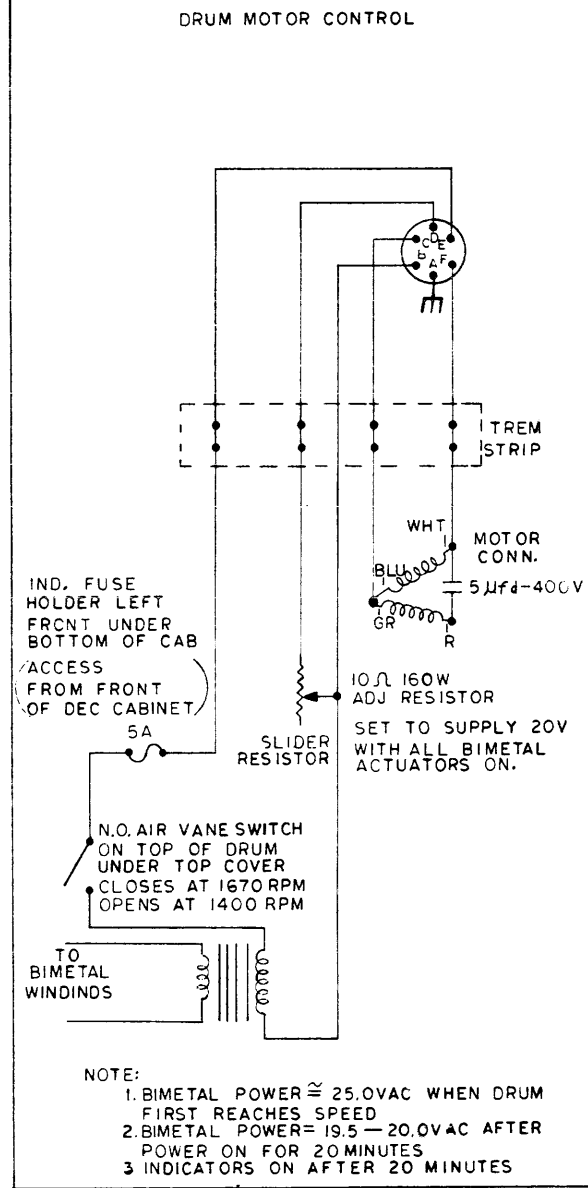 DRUM MOTOR CONTROL
C D E
B A F
TREM
STRIP
WHT
MOTOR
CONN.
BLU
5 µfd-400V
GR
R
IND. FUSE
HOLDER LEFT
FRONT UNDER
BOTTOM OF CAB
(ACCESS
FROM FRONT
OF DEC CABINET)
5A
10Ω 160W
ADJ RESISTOR
SET TO SUPPLY 20V
WITH ALL BIMETAL
ACTUATORS ON.
SLIDER
RESISTOR
N.O. AIR VANE SWITCH
ON TOP OF DRUM
UNDER TOP COVER
CLOSES AT 1670 RPM
OPENS AT 1400 RPM
TO
BIMETAL
WINDINDS
NOTE:
1. BIMETAL POWER ≅ 25.0VAC WHEN DRUM
FIRST REACHES SPEED
2. BIMETAL POWER= 19.5 — 20.0VAC AFTER
POWER ON FOR 20 MINUTES
3 INDICATORS ON AFTER 20 MINUTES